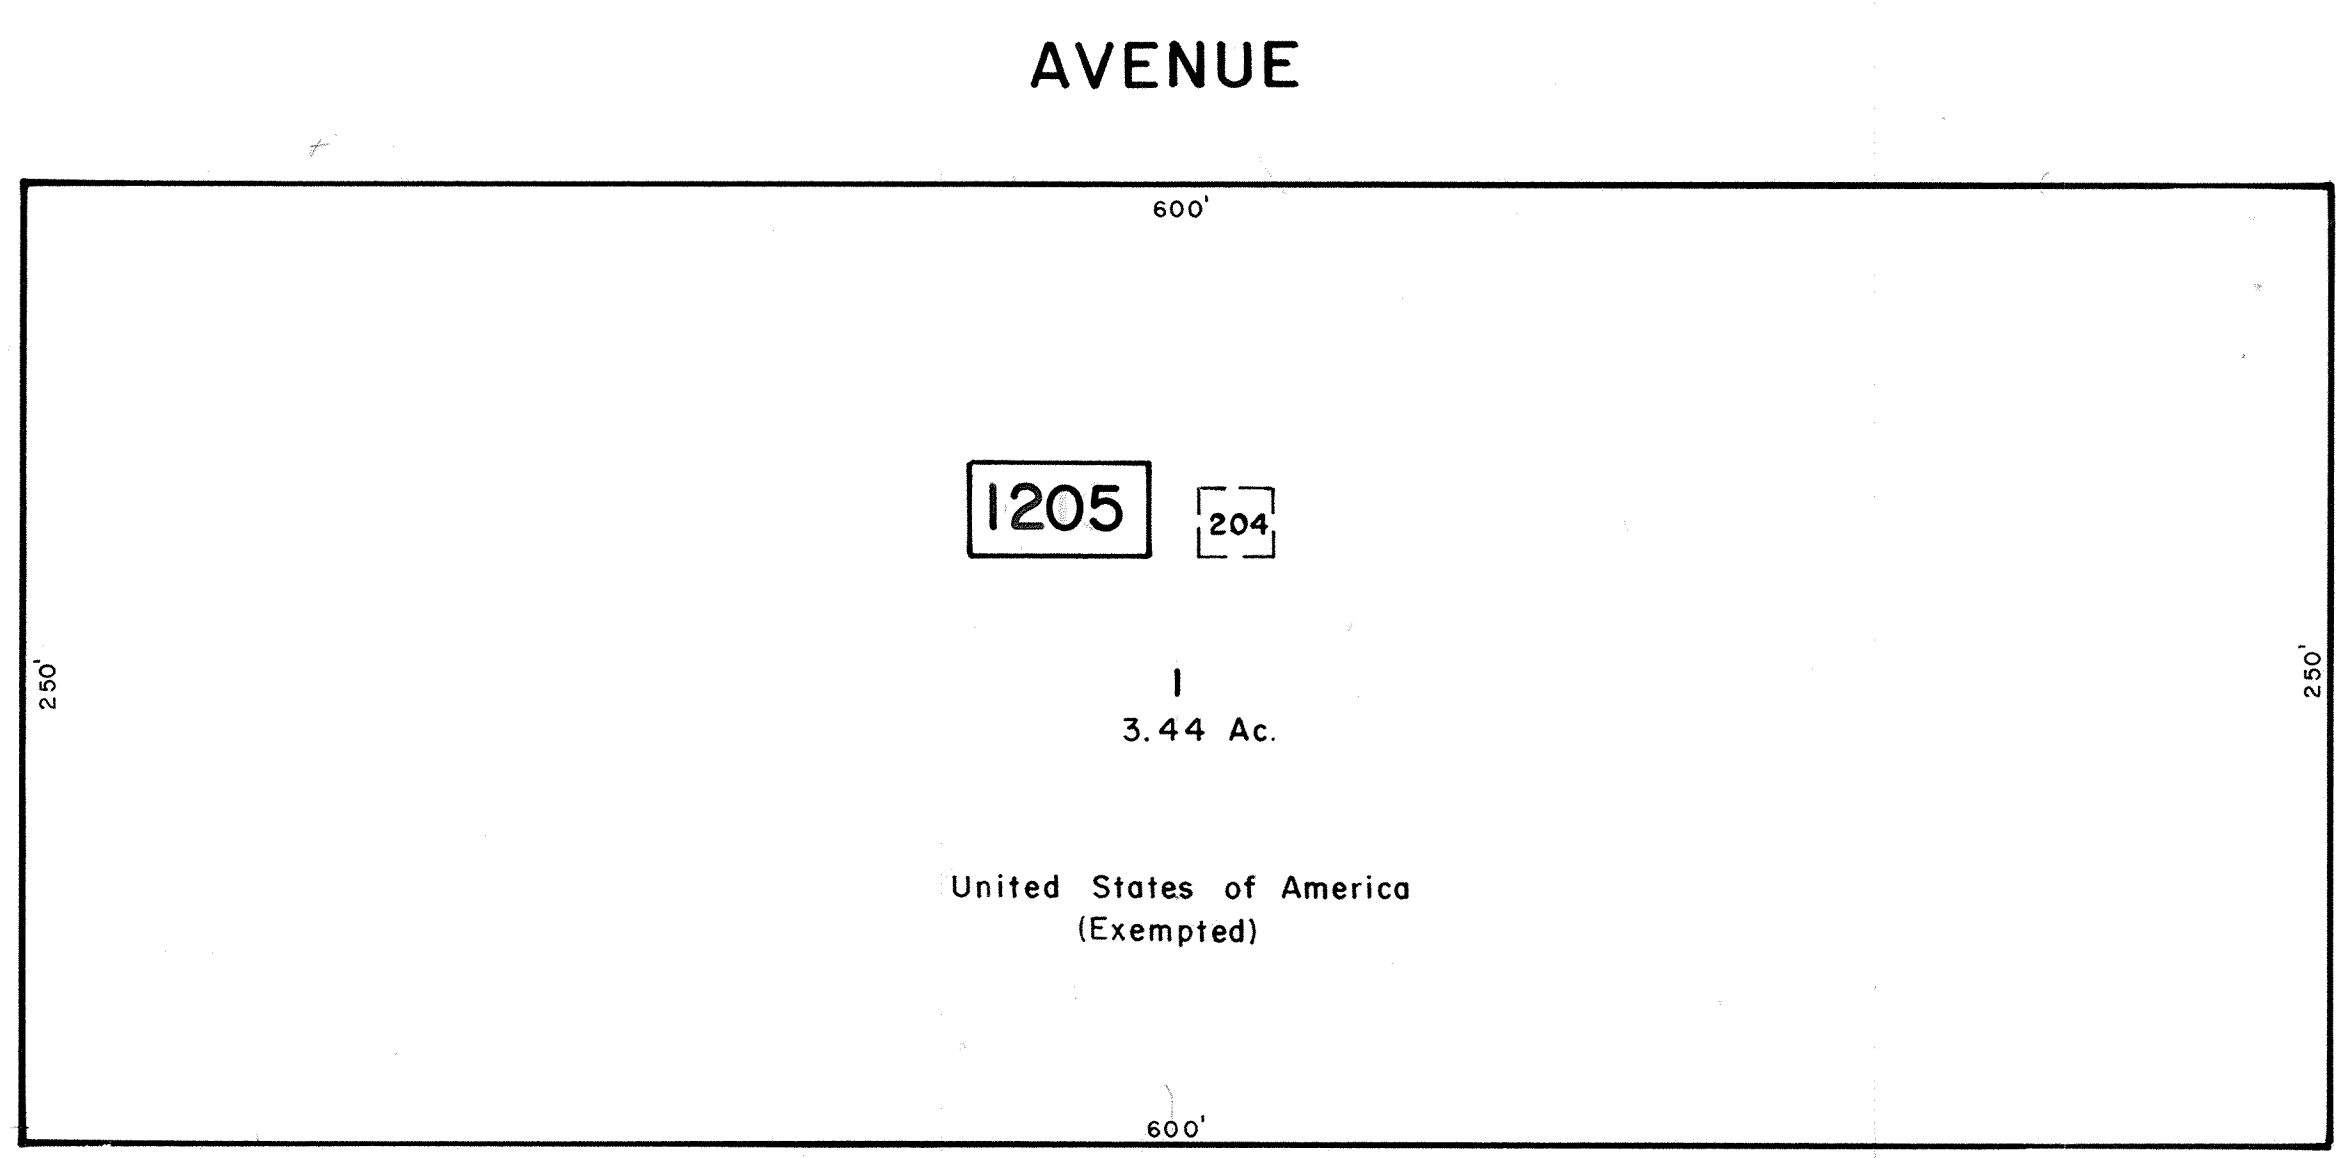 AVENUE
600'
1205 204
250'
250'
1
3.44 Ac.
United States of America
(Exempted)
600'